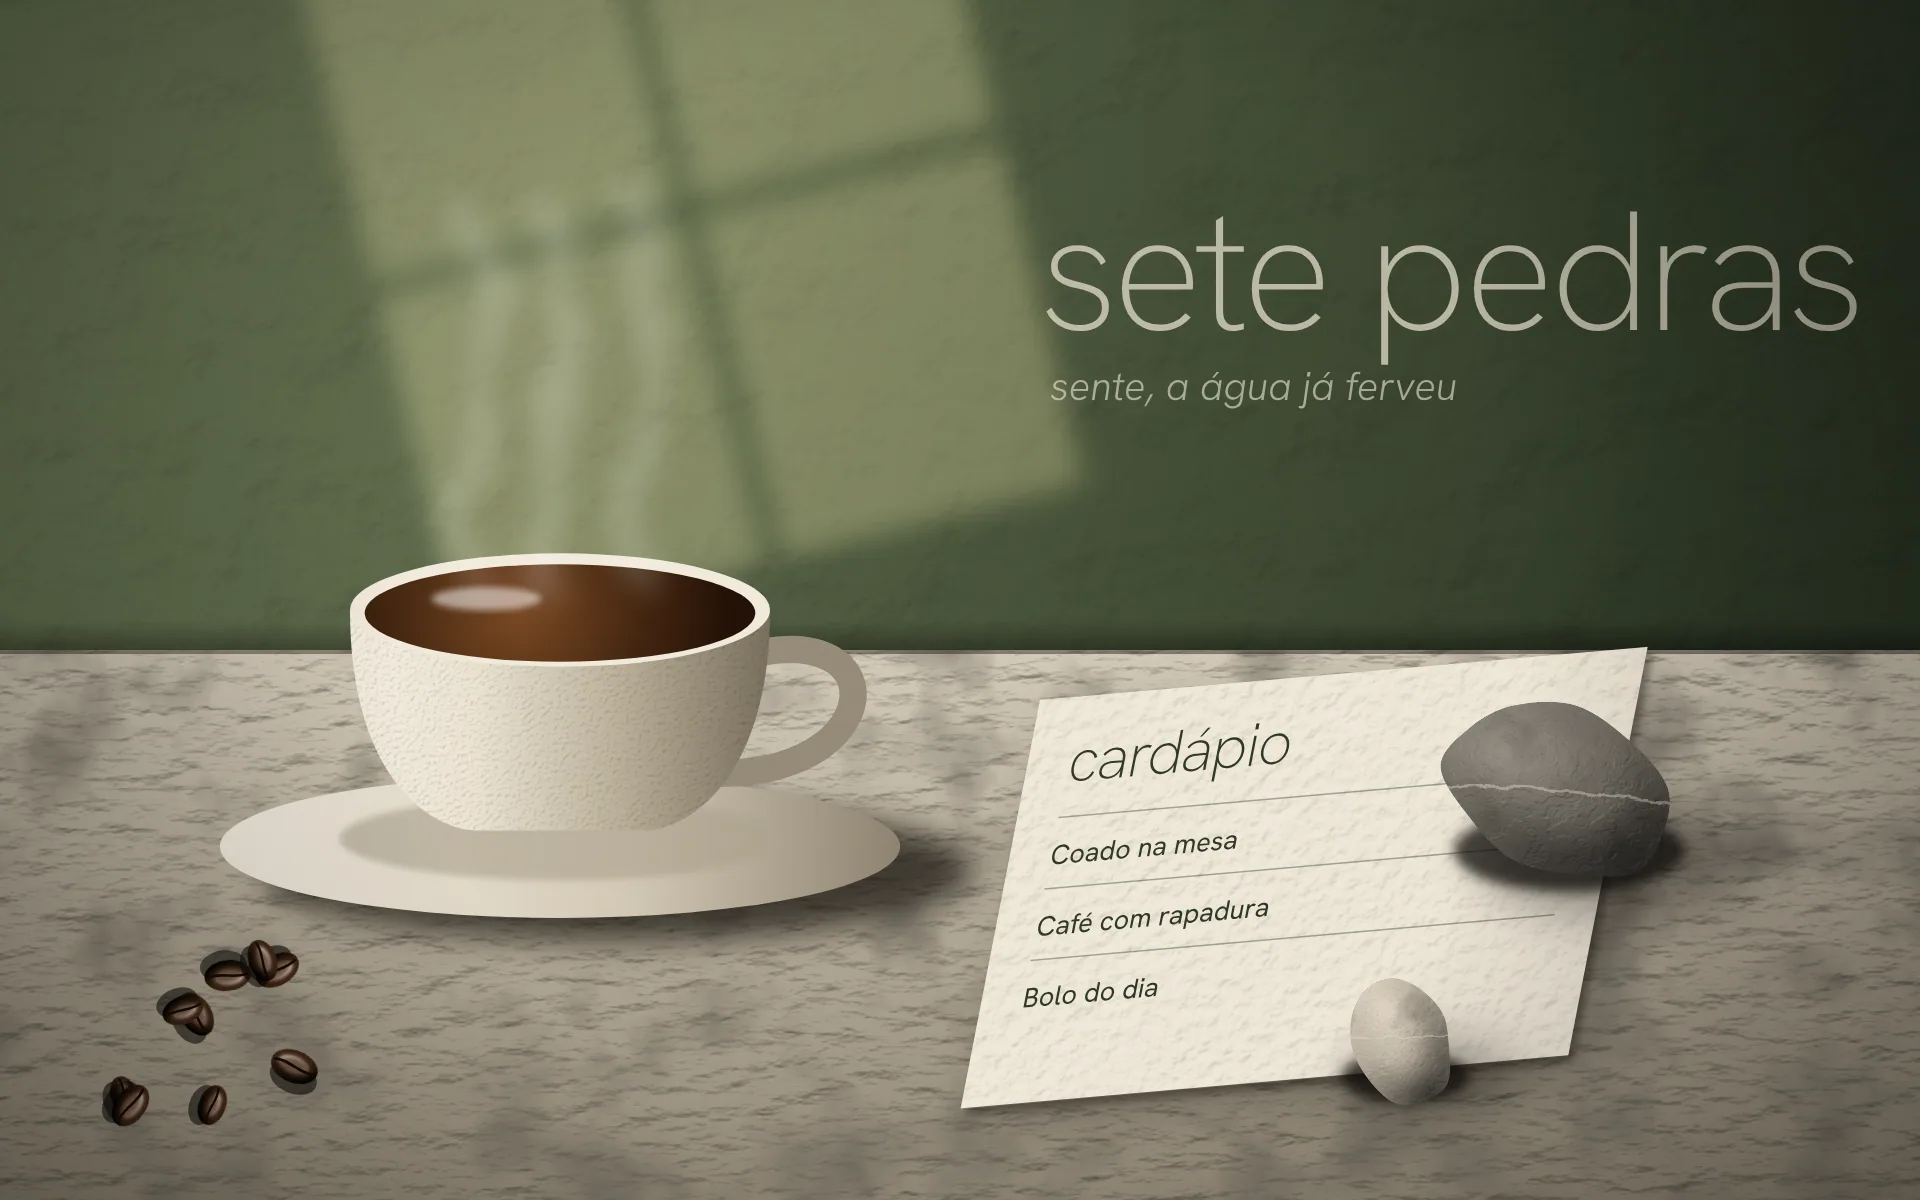 sete pedras
sente, a água já ferveu
cardápio
Coado na mesa
Café com rapadura
Bolo do dia